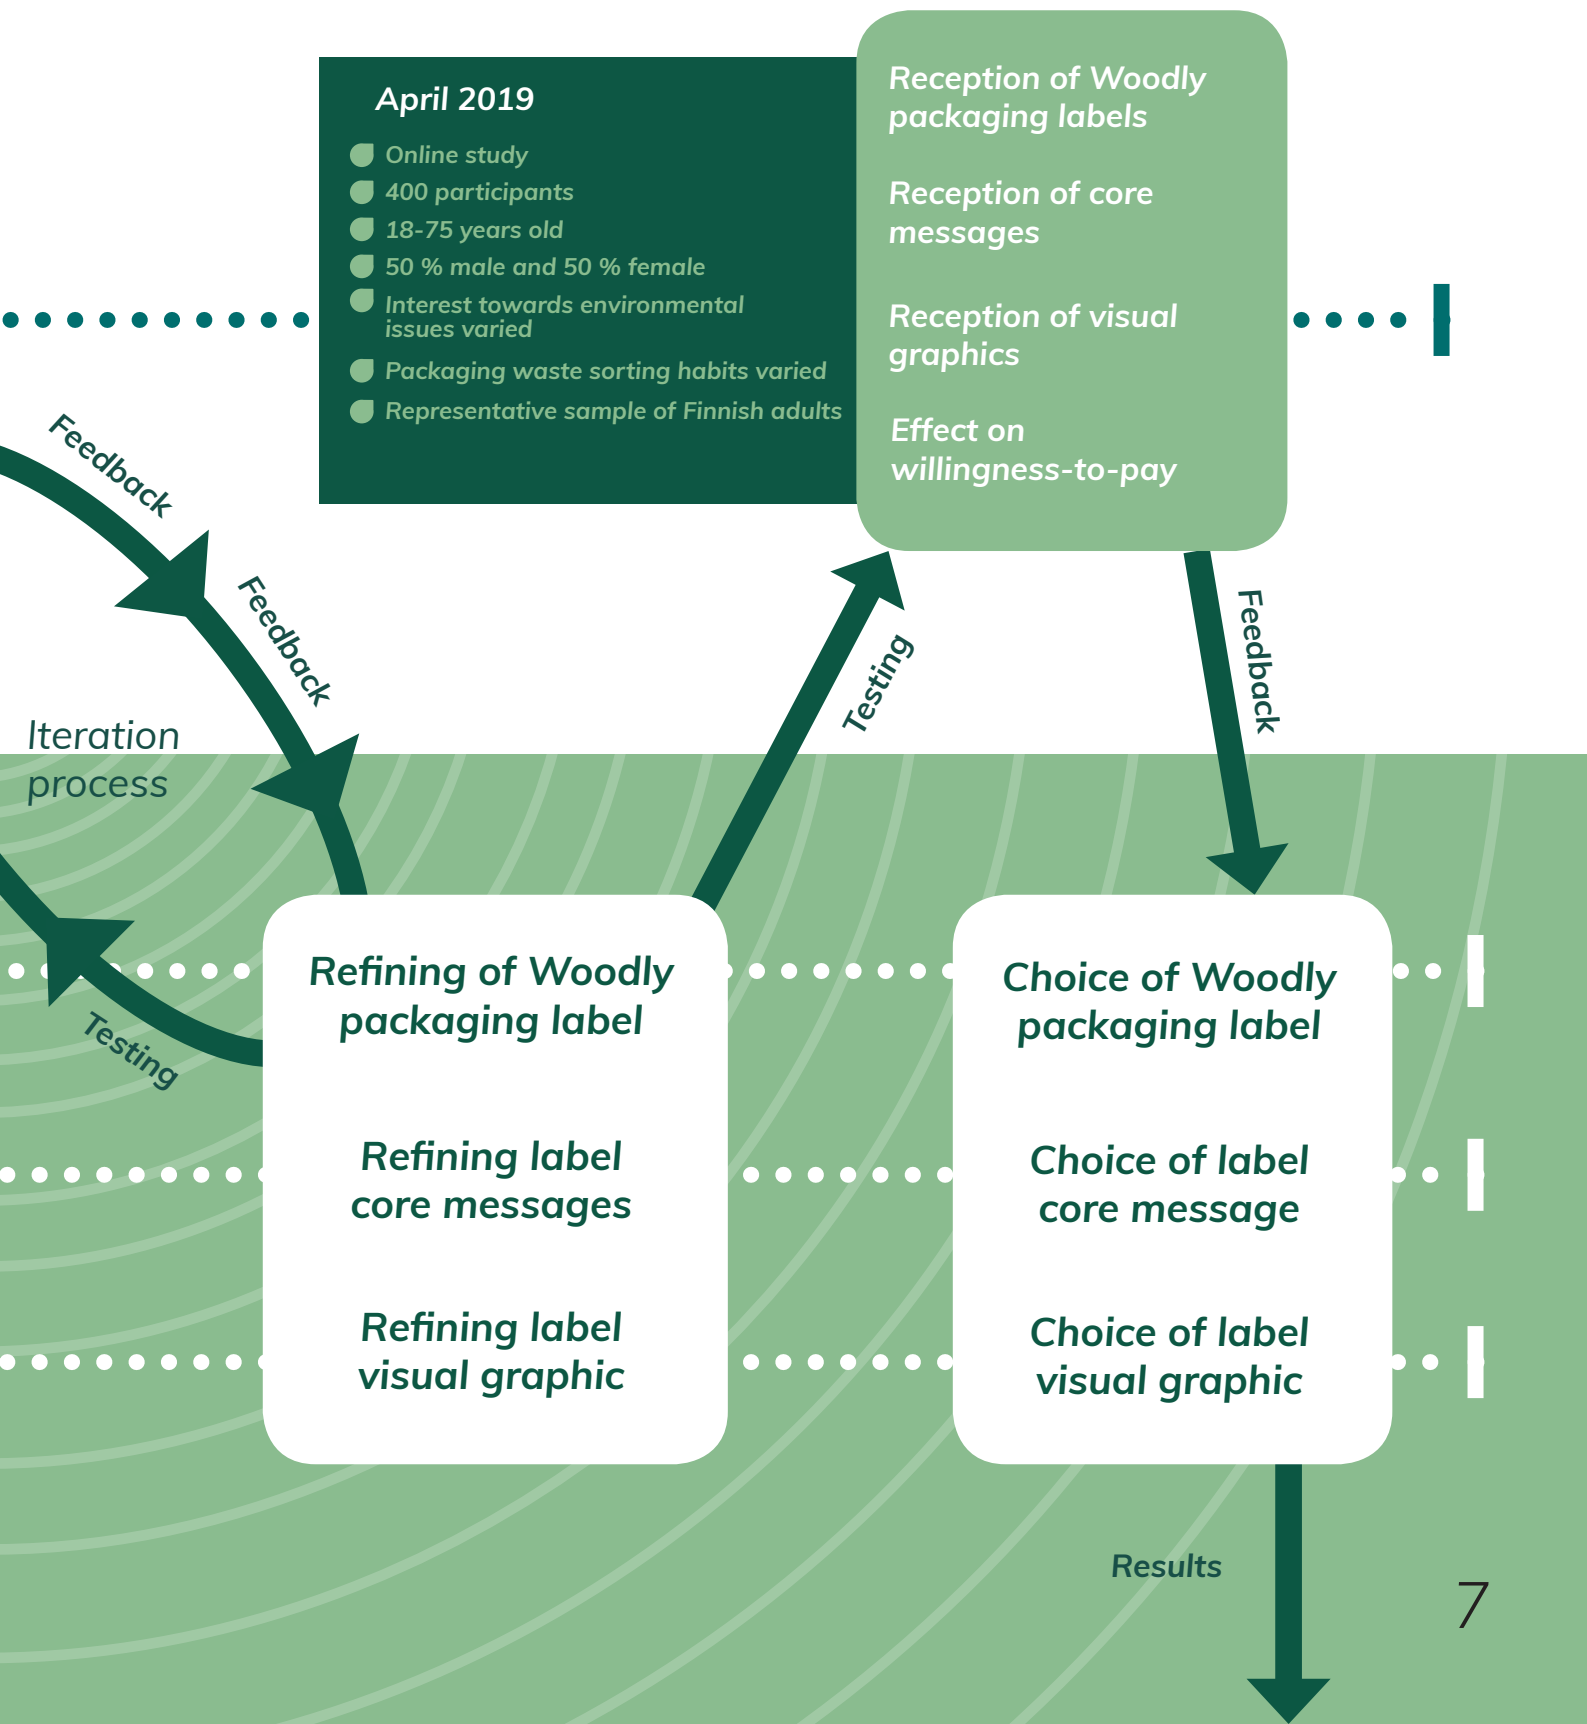 April 2019
Online study
400 participants
18-75 years old
50 % male and 50 % female
Interest towards environmental
issues varied
Packaging waste sorting habits varied
Representative sample of Finnish adults
Reception of Woodly
packaging labels
Reception of core
messages
Reception of visual
graphics
Effect on
willingness-to-pay
Feedback
Feedback
Testing
Feedback
Iteration
process
Testing
Refining of Woodly
packaging label
Refining label
core messages
Refining label
visual graphic
Choice of Woodly
packaging label
Choice of label
core message
Choice of label
visual graphic
Results
7